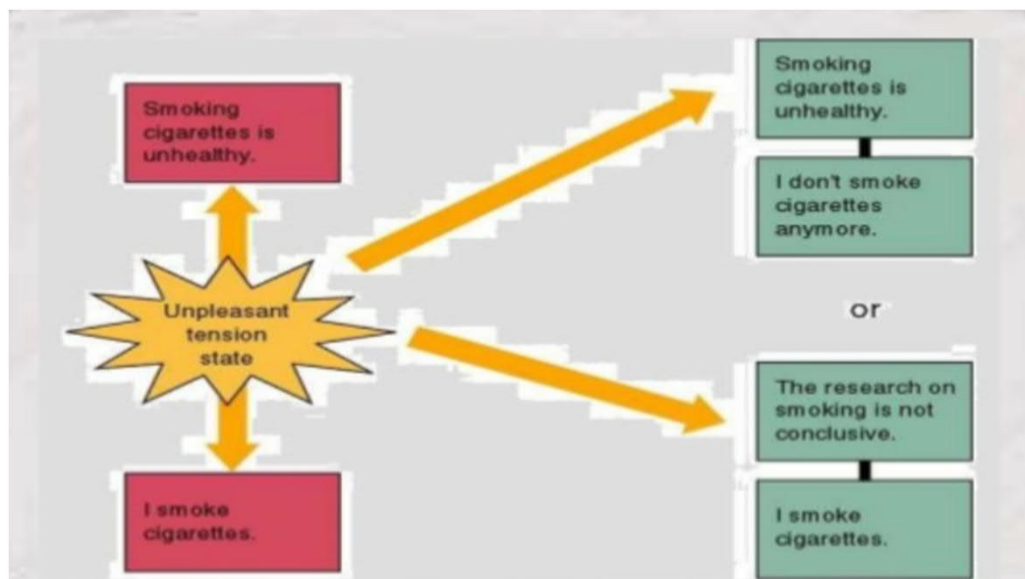 Smoking
cigarettes is
unhealthy.
Unpleasant
tension
state
I smoke
cigarettes.
Smoking
cigarettes is
unhealthy.
I don't smoke
cigarettes
anymore.
or
The research on
smoking is not
conclusive.
I smoke
cigarettes.